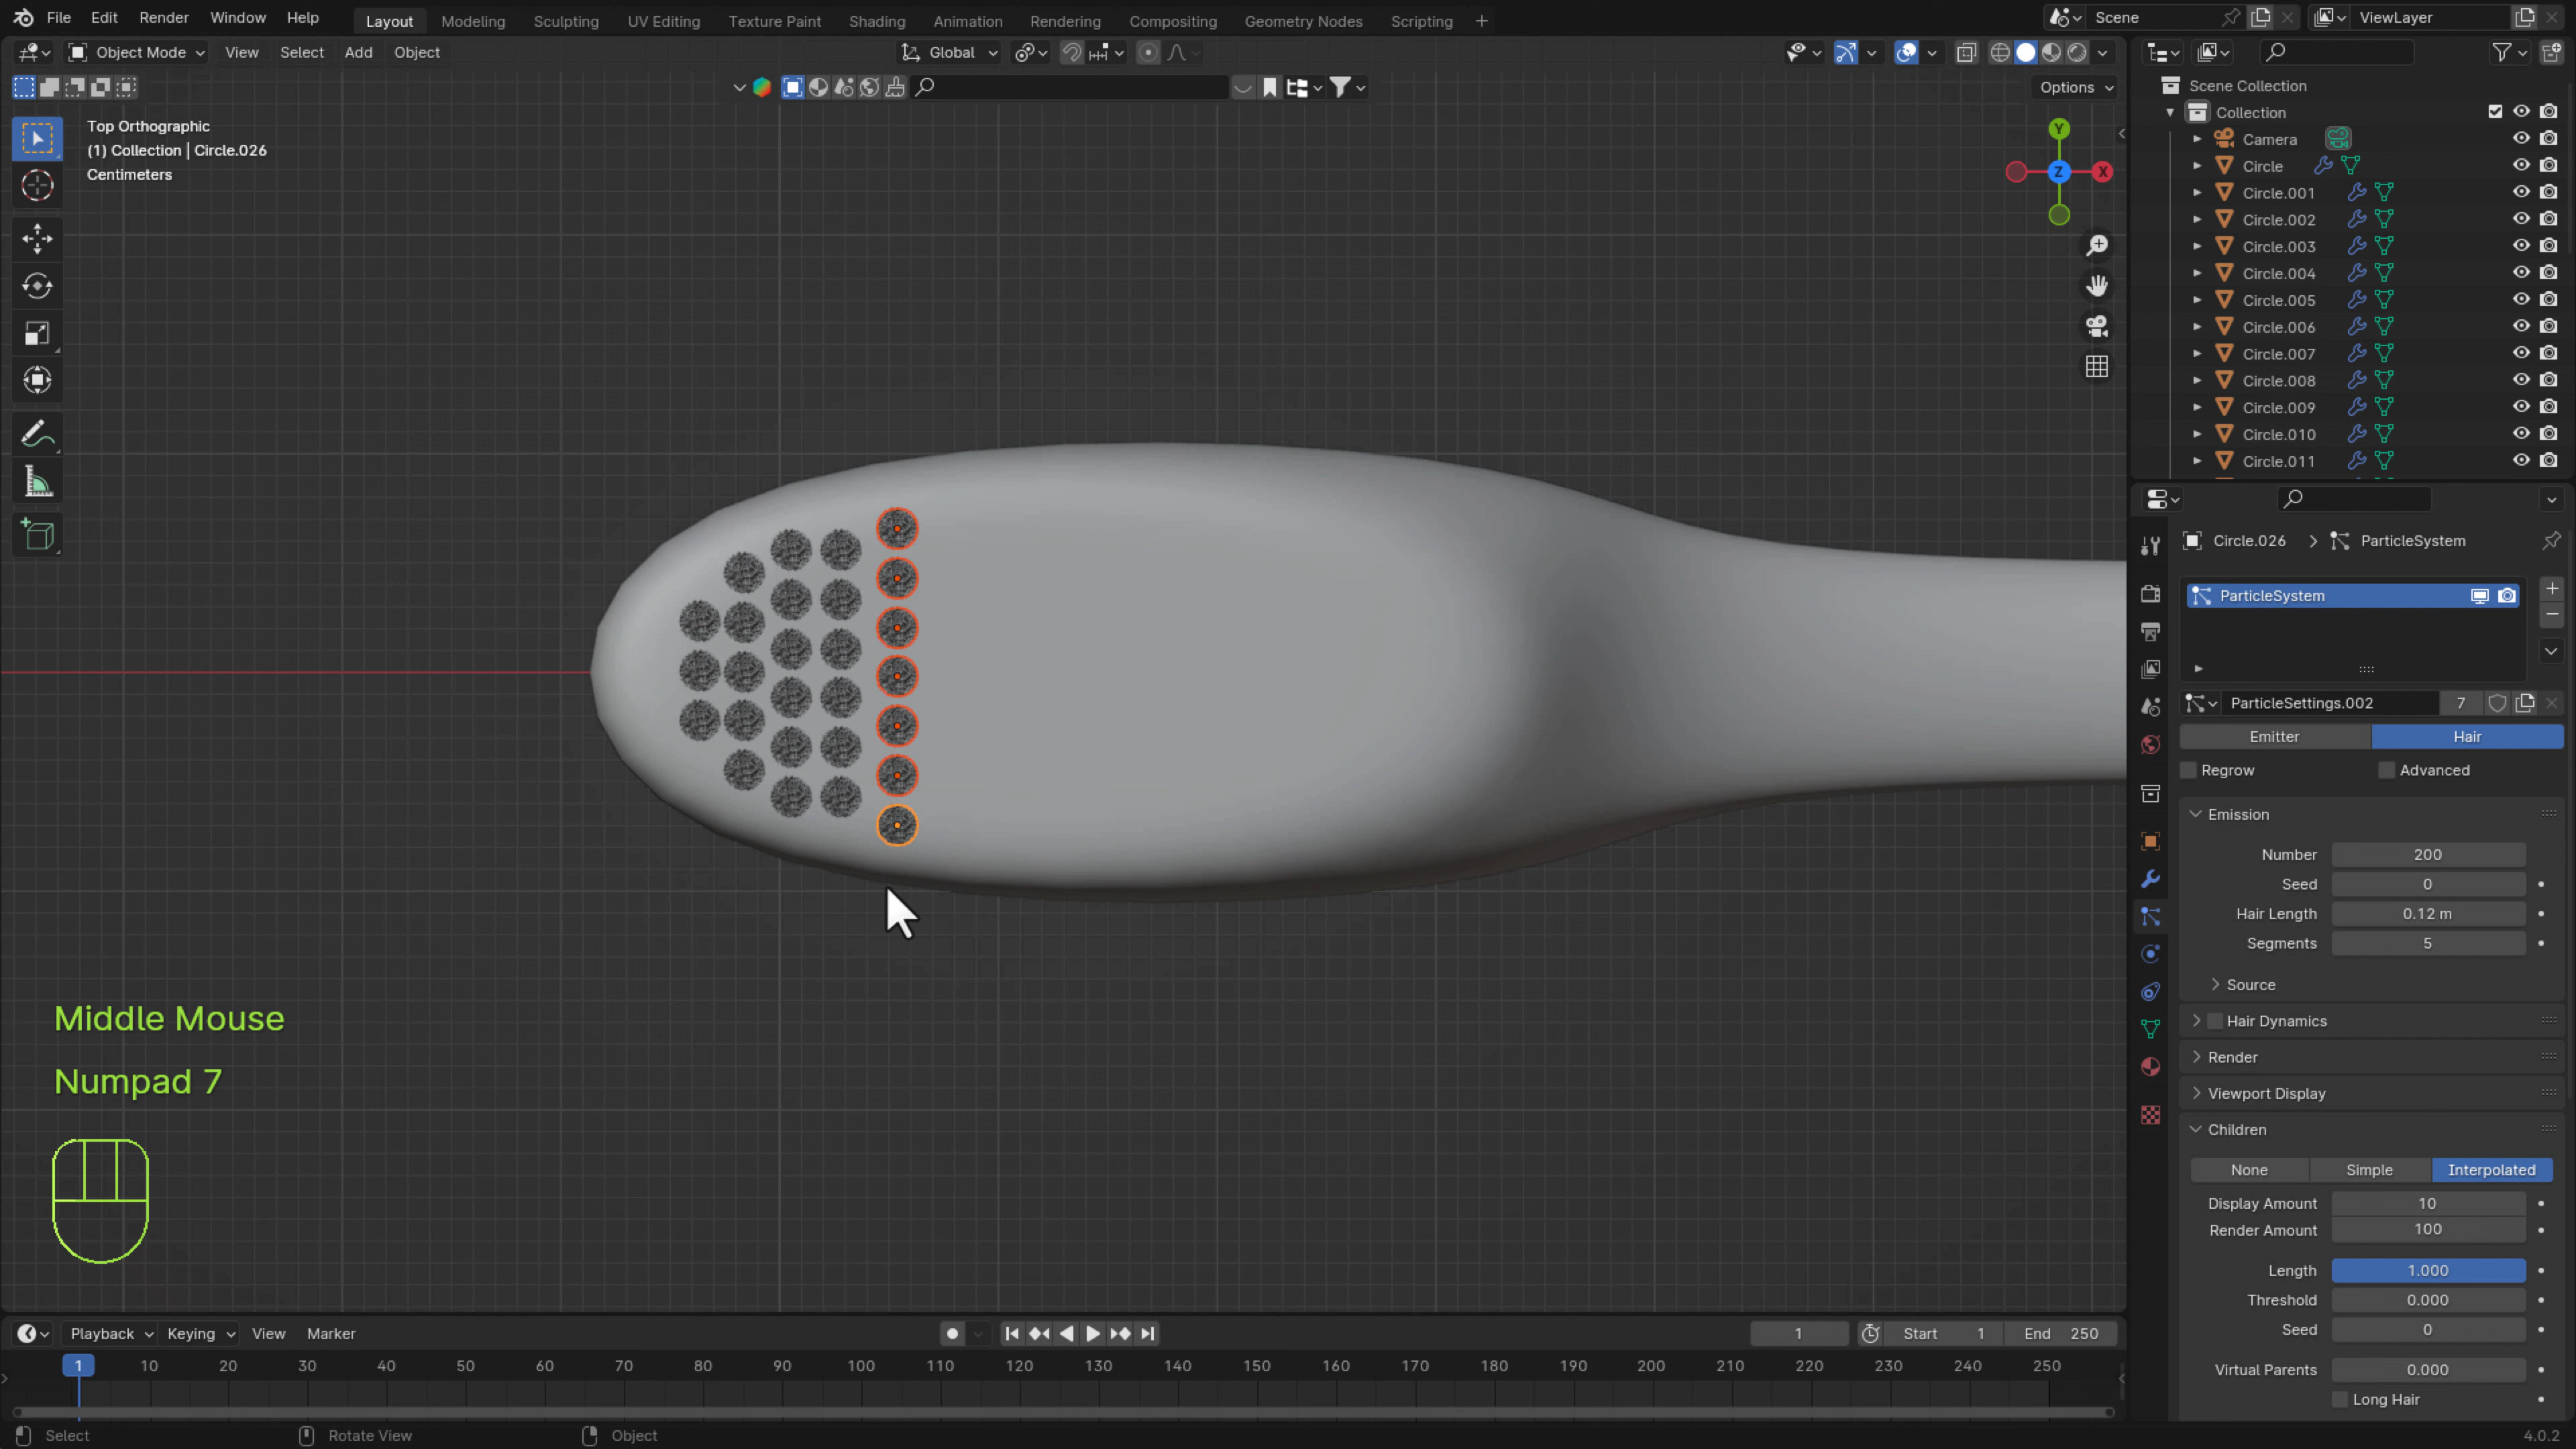 File Edit Render Window Help Layout Modeling Sculpting UV Editing Texture Paint Shading Animation Rendering Compositing Geometry Nodes Scripting + Scene ViewLayer
Object Mode View Select Add Object Global
Options
Top Orthographic
(1) Collection | Circle.026
Centimeters
Y
Z
X
Middle Mouse
Numpad 7
Scene Collection
Collection
Camera
Circle
Circle.001
Circle.002
Circle.003
Circle.004
Circle.005
Circle.006
Circle.007
Circle.008
Circle.009
Circle.010
Circle.011
Circle.026 > ParticleSystem
ParticleSystem
ParticleSettings.002 7
Emitter Hair
Regrow Advanced
Emission
Number 200
Seed 0
Hair Length 0.12 m
Segments 5
Source
Hair Dynamics
Render
Viewport Display
Children
None Simple Interpolated
Display Amount 10
Render Amount 100
Length 1.000
Threshold 0.000
Seed 0
Virtual Parents 0.000
Long Hair
Playback Keying View Marker 1 Start 1 End 250
1 10 20 30 40 50 60 70 80 90 100 110 120 130 140 150 160 170 180 190 200 210 220 230 240 250
Select Rotate View Object 4.0.2